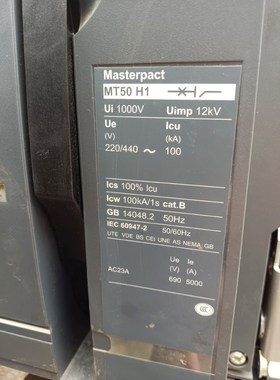 Masterpact
MT50 H1
Ui 1000V Uimp 12kV
Ue Icu
(V) (kA)
220/440 ~ 100
Ics 100% Icu
Icw 100kA/1s cat.B
GB 14048.2 50Hz
IEC 60947-2 50/60Hz
UTE VDE BS CEI UNE AS NEMA GB
Ue Ie
(V) (A)
AC23A
690 5000
CCC